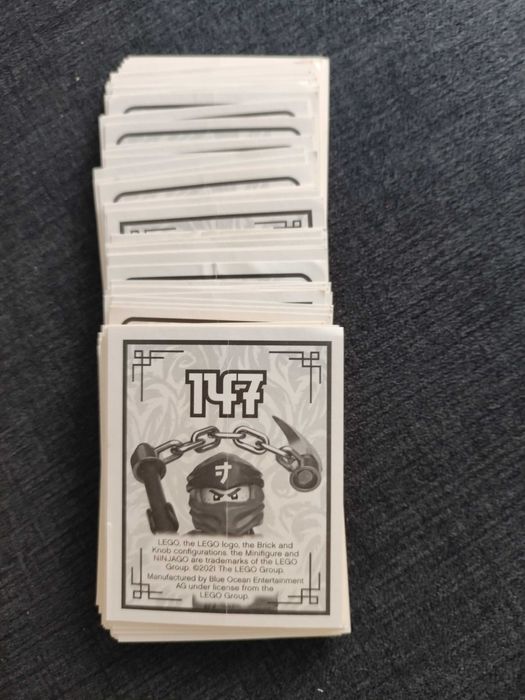 147
LEGO, the LEGO logo, the Brick and
Knob configurations, the Minifigure and
NINJAGO are trademarks of the LEGO
Group. ©2021 The LEGO Group.
Manufactured by Blue Ocean Entertainment
AG under license from the
LEGO Group.